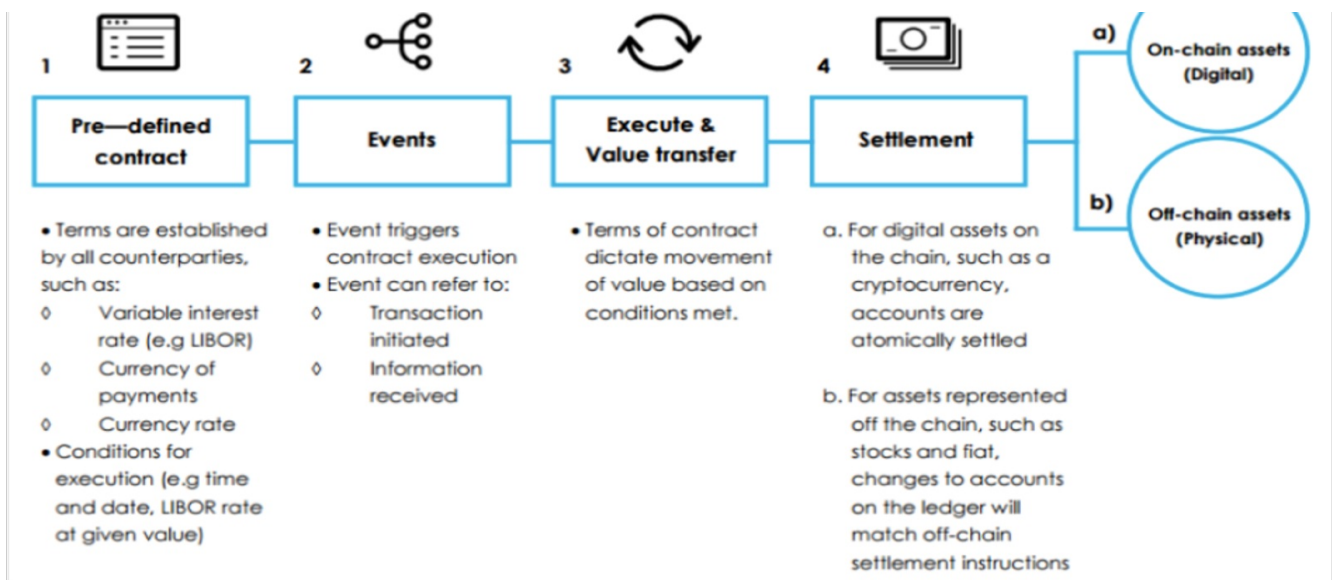 1
Pre—defined
contract
• Terms are established
by all counterparties,
such as:
◊ Variable interest
rate (e.g LIBOR)
◊ Currency of
payments
◊ Currency rate
• Conditions for
execution (e.g time
and date, LIBOR rate
at given value)
2
Events
• Event triggers
contract execution
• Event can refer to:
◊ Transaction
initiated
◊ Information
received
3
Execute &
Value transfer
• Terms of contract
dictate movement
of value based on
conditions met.
4
Settlement
a. For digital assets on
the chain, such as a
cryptocurrency,
accounts are
atomically settled
b. For assets represented
off the chain, such as
stocks and fiat,
changes to accounts
on the ledger will
match off-chain
settlement instructions
a)
On-chain assets
(Digital)
b)
Off-chain assets
(Physical)